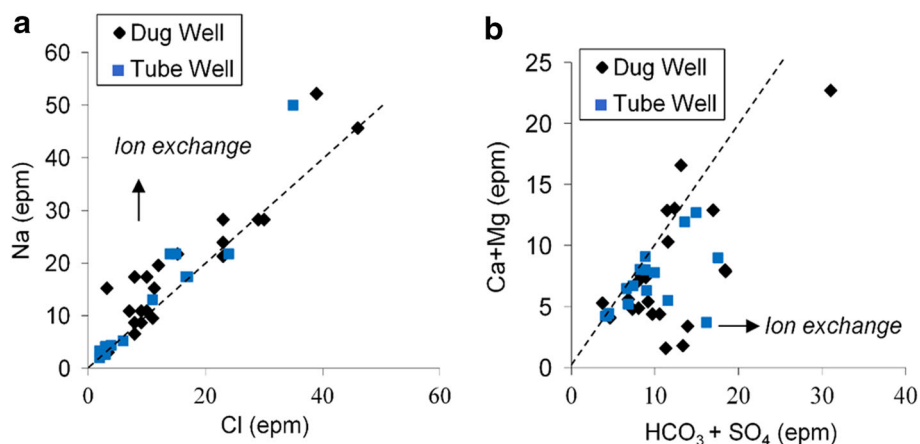 a
Dug Well
Tube Well
Ion exchange
Na (epm)
60
50
40
30
20
10
0
0 20 40 60
Cl (epm)
b
Dug Well
Tube Well
Ion exchange
Ca+Mg (epm)
25
20
15
10
5
0
0 10 20 30 40
HCO₃ + SO₄ (epm)